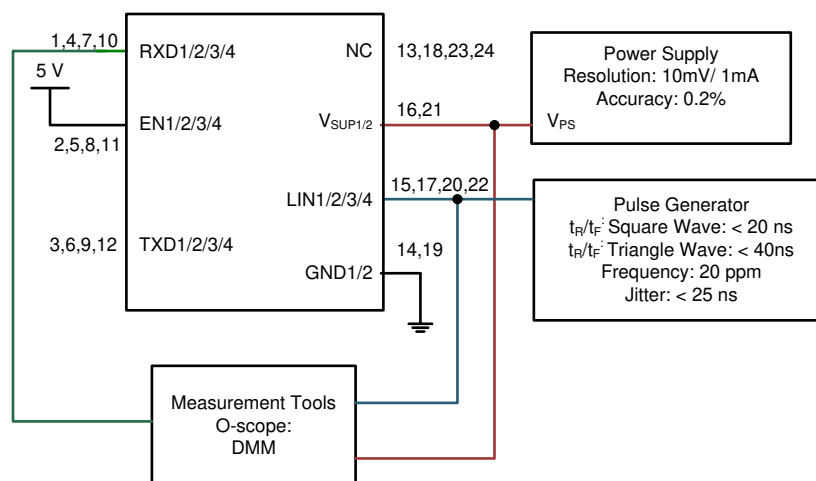 1,4,7,10
RXD1/2/3/4
NC
13,18,23,24
5 V
EN1/2/3/4
2,5,8,11
VSUP1/2
16,21
VPS
Power Supply
Resolution: 10mV/ 1mA
Accuracy: 0.2%
LIN1/2/3/4
15,17,20,22
3,6,9,12
TXD1/2/3/4
14,19
GND1/2
Pulse Generator
tR/tF: Square Wave: < 20 ns
tR/tF: Triangle Wave: < 40ns
Frequency: 20 ppm
Jitter: < 25 ns
Measurement Tools
O-scope:
DMM